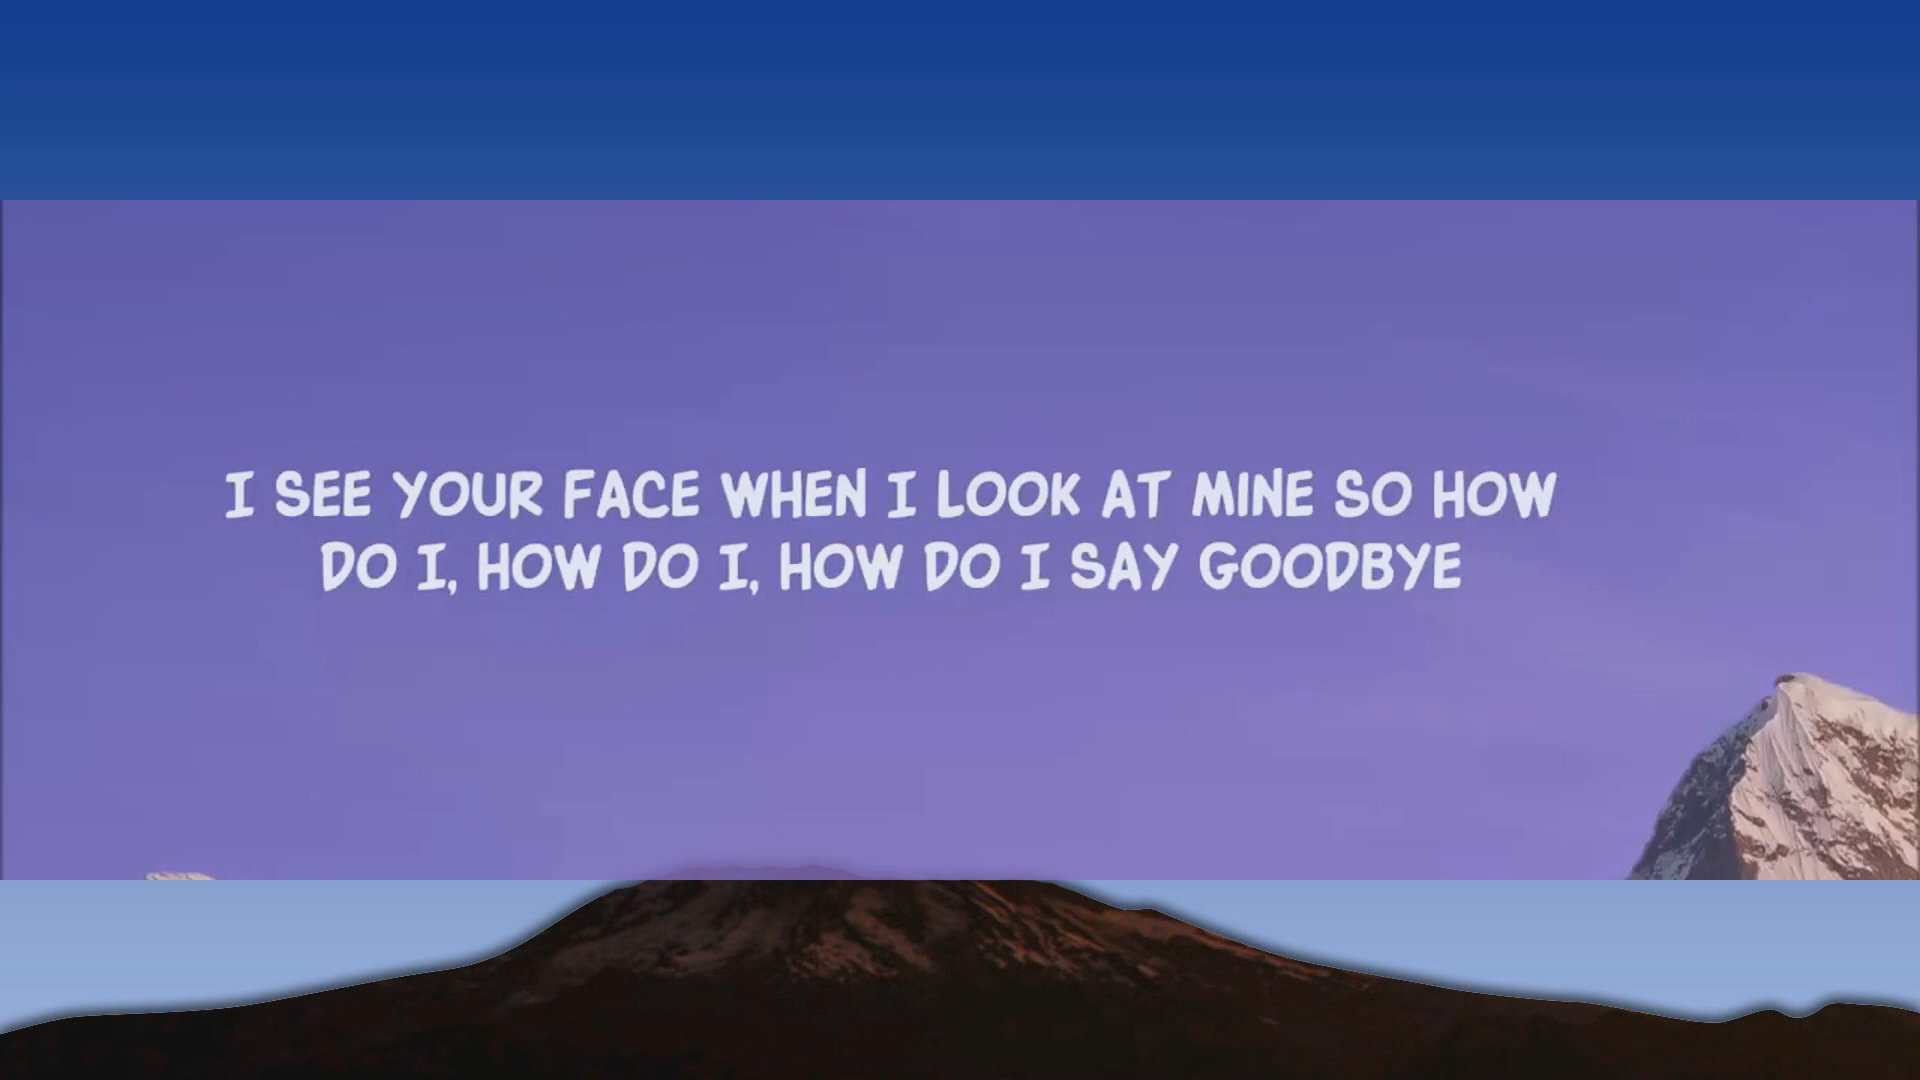 I SEE YOUR FACE WHEN I LOOK AT MINE SO HOW
DO I, HOW DO I, HOW DO I SAY GOODBYE